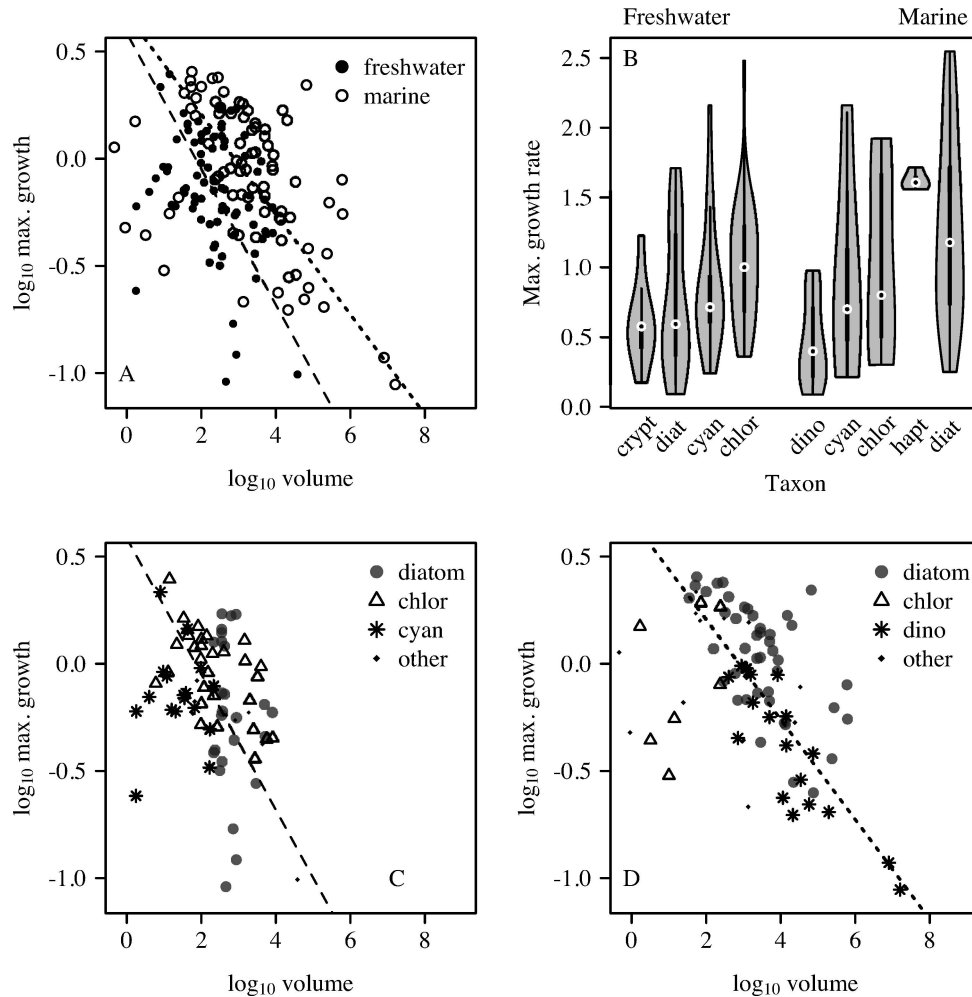 0.5
0.0
-0.5
-1.0
log10 max. growth
freshwater
marine
A
0 2 4 6 8
log10 volume
Freshwater Marine
B
2.5
2.0
1.5
1.0
0.5
0.0
Max. growth rate
crypt diat cyan chlor dino cyan chlor hapt diat
Taxon
0.5
0.0
-0.5
-1.0
log10 max. growth
diatom
chlor
cyan
other
C
0 2 4 6 8
log10 volume
0.5
0.0
-0.5
-1.0
log10 max. growth
diatom
chlor
dino
other
D
0 2 4 6 8
log10 volume